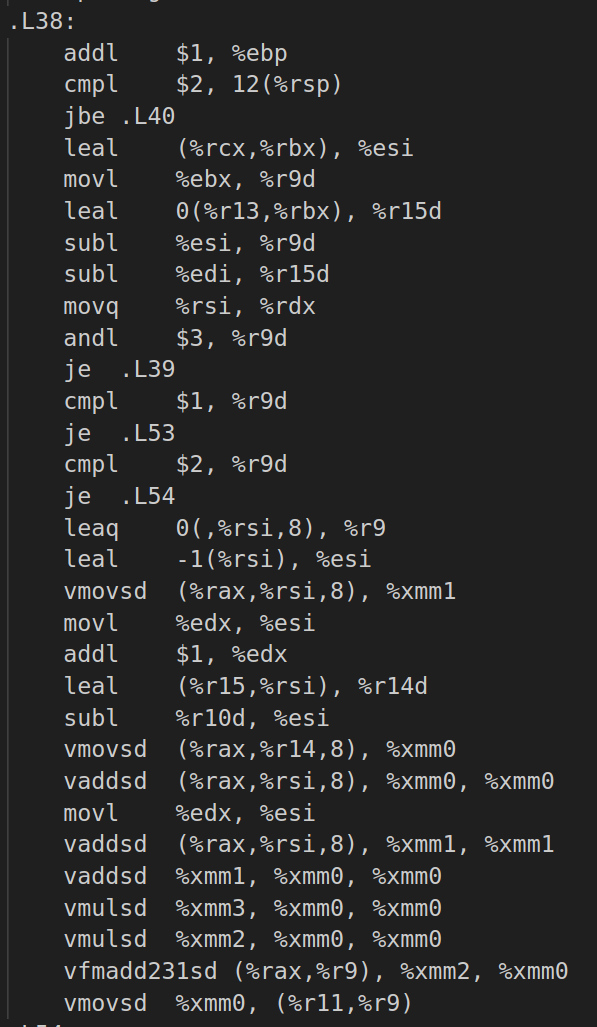 .L38:
addl $1, %ebp
cmpl $2, 12(%rsp)
jbe .L40
leal (%rcx,%rbx), %esi
movl %ebx, %r9d
leal 0(%r13,%rbx), %r15d
subl %esi, %r9d
subl %edi, %r15d
movq %rsi, %rdx
andl $3, %r9d
je .L39
cmpl $1, %r9d
je .L53
cmpl $2, %r9d
je .L54
leaq 0(,%rsi,8), %r9
leal -1(%rsi), %esi
vmovsd (%rax,%rsi,8), %xmm1
movl %edx, %esi
addl $1, %edx
leal (%r15,%rsi), %r14d
subl %r10d, %esi
vmovsd (%rax,%r14,8), %xmm0
vaddsd (%rax,%rsi,8), %xmm0, %xmm0
movl %edx, %esi
vaddsd (%rax,%rsi,8), %xmm1, %xmm1
vaddsd %xmm1, %xmm0, %xmm0
vmulsd %xmm3, %xmm0, %xmm0
vmulsd %xmm2, %xmm0, %xmm0
vfmadd231sd (%rax,%r9), %xmm2, %xmm0
vmovsd %xmm0, (%r11,%r9)